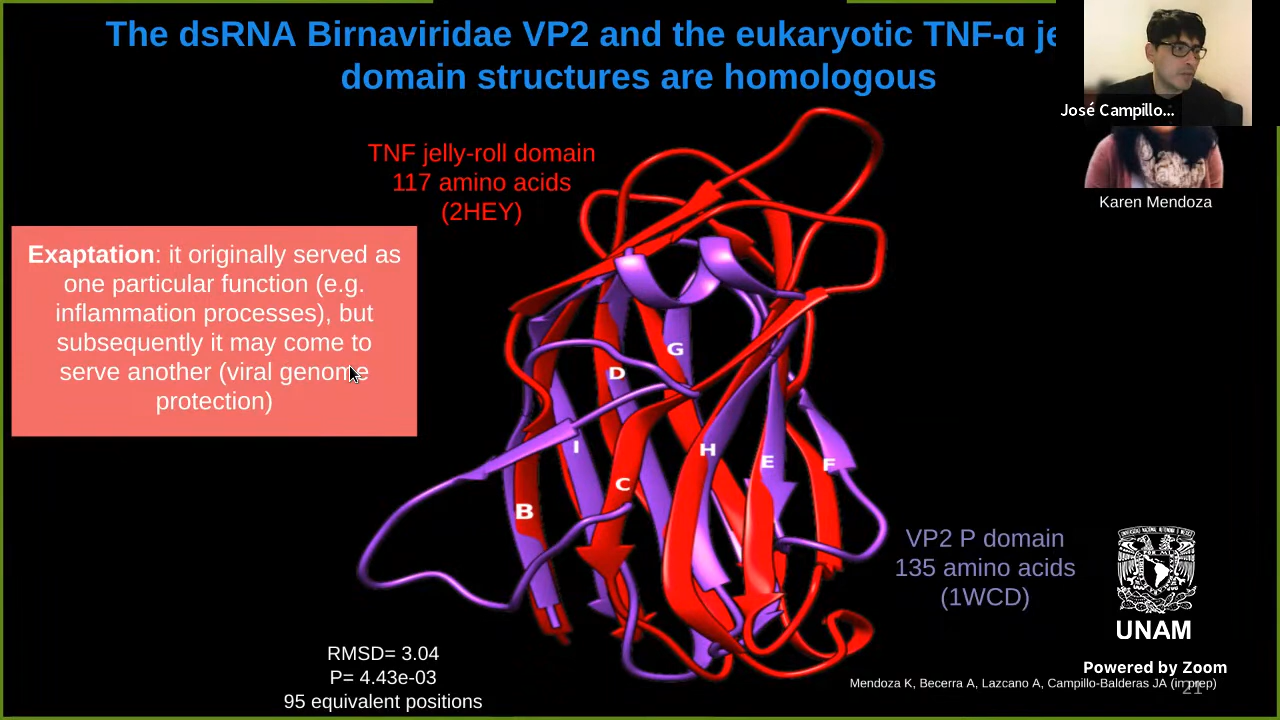 The dsRNA Birnaviridae VP2 and the eukaryotic TNF-α je
domain structures are homologous
José Campillo...
Karen Mendoza
TNF jelly-roll domain
117 amino acids
(2HEY)
Exaptation: it originally served as
one particular function (e.g.
inflammation processes), but
subsequently it may come to
serve another (viral genome
protection)
G
D
I
H
E
F
C
B
VP2 P domain
135 amino acids
(1WCD)
UNAM
RMSD= 3.04
P= 4.43e-03
95 equivalent positions
Powered by Zoom
Mendoza K, Becerra A, Lazcano A, Campillo-Balderas JA (in prep)
21